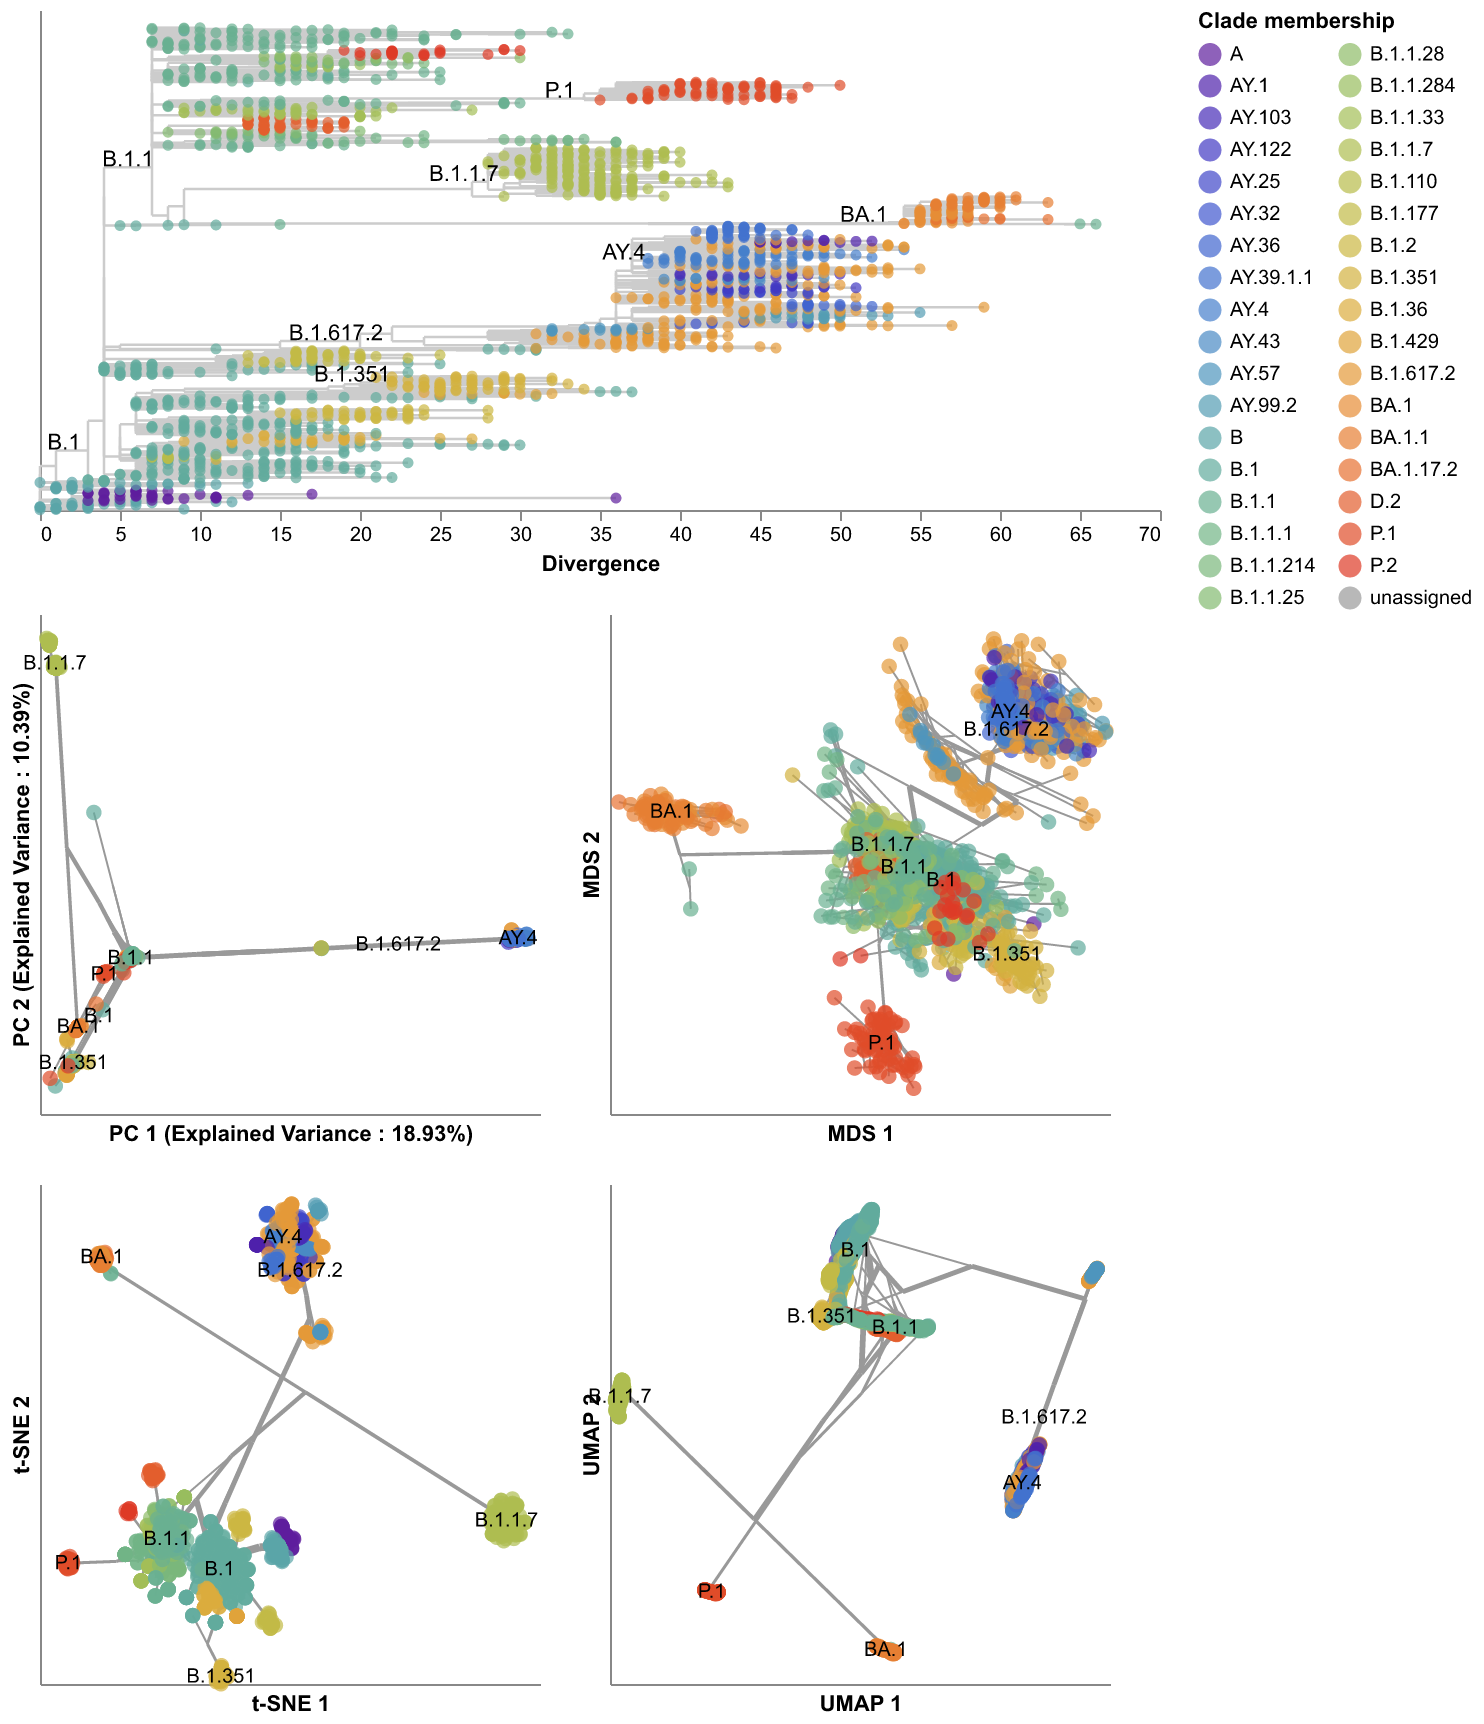 Clade membership
A
AY.1
AY.103
AY.122
AY.25
AY.32
AY.36
AY.39.1.1
AY.4
AY.43
AY.57
AY.99.2
B
B.1
B.1.1
B.1.1.1
B.1.1.214
B.1.1.25
B.1.1.28
B.1.1.284
B.1.1.33
B.1.1.7
B.1.110
B.1.177
B.1.2
B.1.351
B.1.36
B.1.429
B.1.617.2
BA.1
BA.1.1
BA.1.17.2
D.2
P.1
P.2
unassigned
P.1
B.1.1
B.1.1.7
BA.1
AY.4
B.1.617.2
B.1.351
B.1
0 5 10 15 20 25 30 35 40 45 50 55 60 65 70
Divergence
B.1.1.7
B.1.617.2
AY.4
B.1.1
P.1
B.1
BA.1
B.1.351
PC 2 (Explained Variance : 10.39%)
PC 1 (Explained Variance : 18.93%)
AY.4
B.1.617.2
BA.1
B.1.1.7
B.1.1
B.1
B.1.351
P.1
MDS 2
MDS 1
AY.4
BA.1
B.1.617.2
B.1.1.7
B.1.1
P.1
B.1
B.1.351
t-SNE 2
t-SNE 1
B.1
B.1.351
B.1.1
B.1.1.7
B.1.617.2
AY.4
P.1
BA.1
UMAP 2
UMAP 1